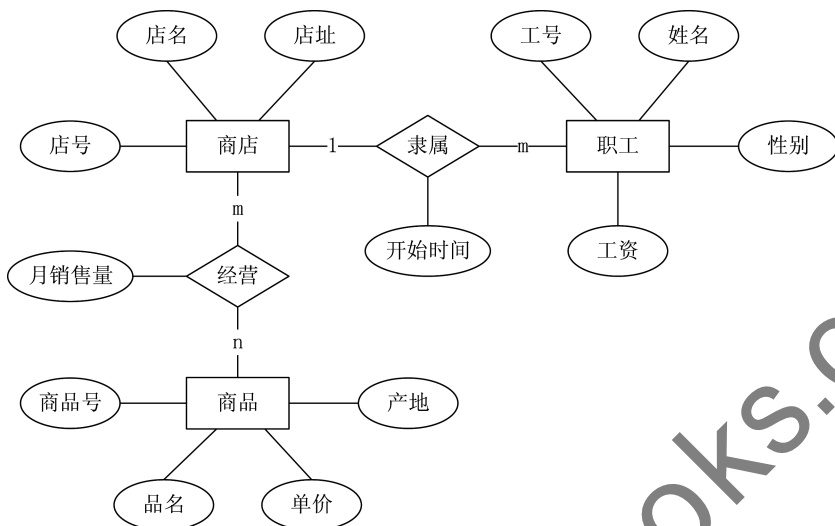 店名 店址 工号 姓名
店号 商店 1 隶属 m 职工 性别
m
月销售量 经营 开始时间 工资
n
商品号 商品 产地
品名 单价
oks.c